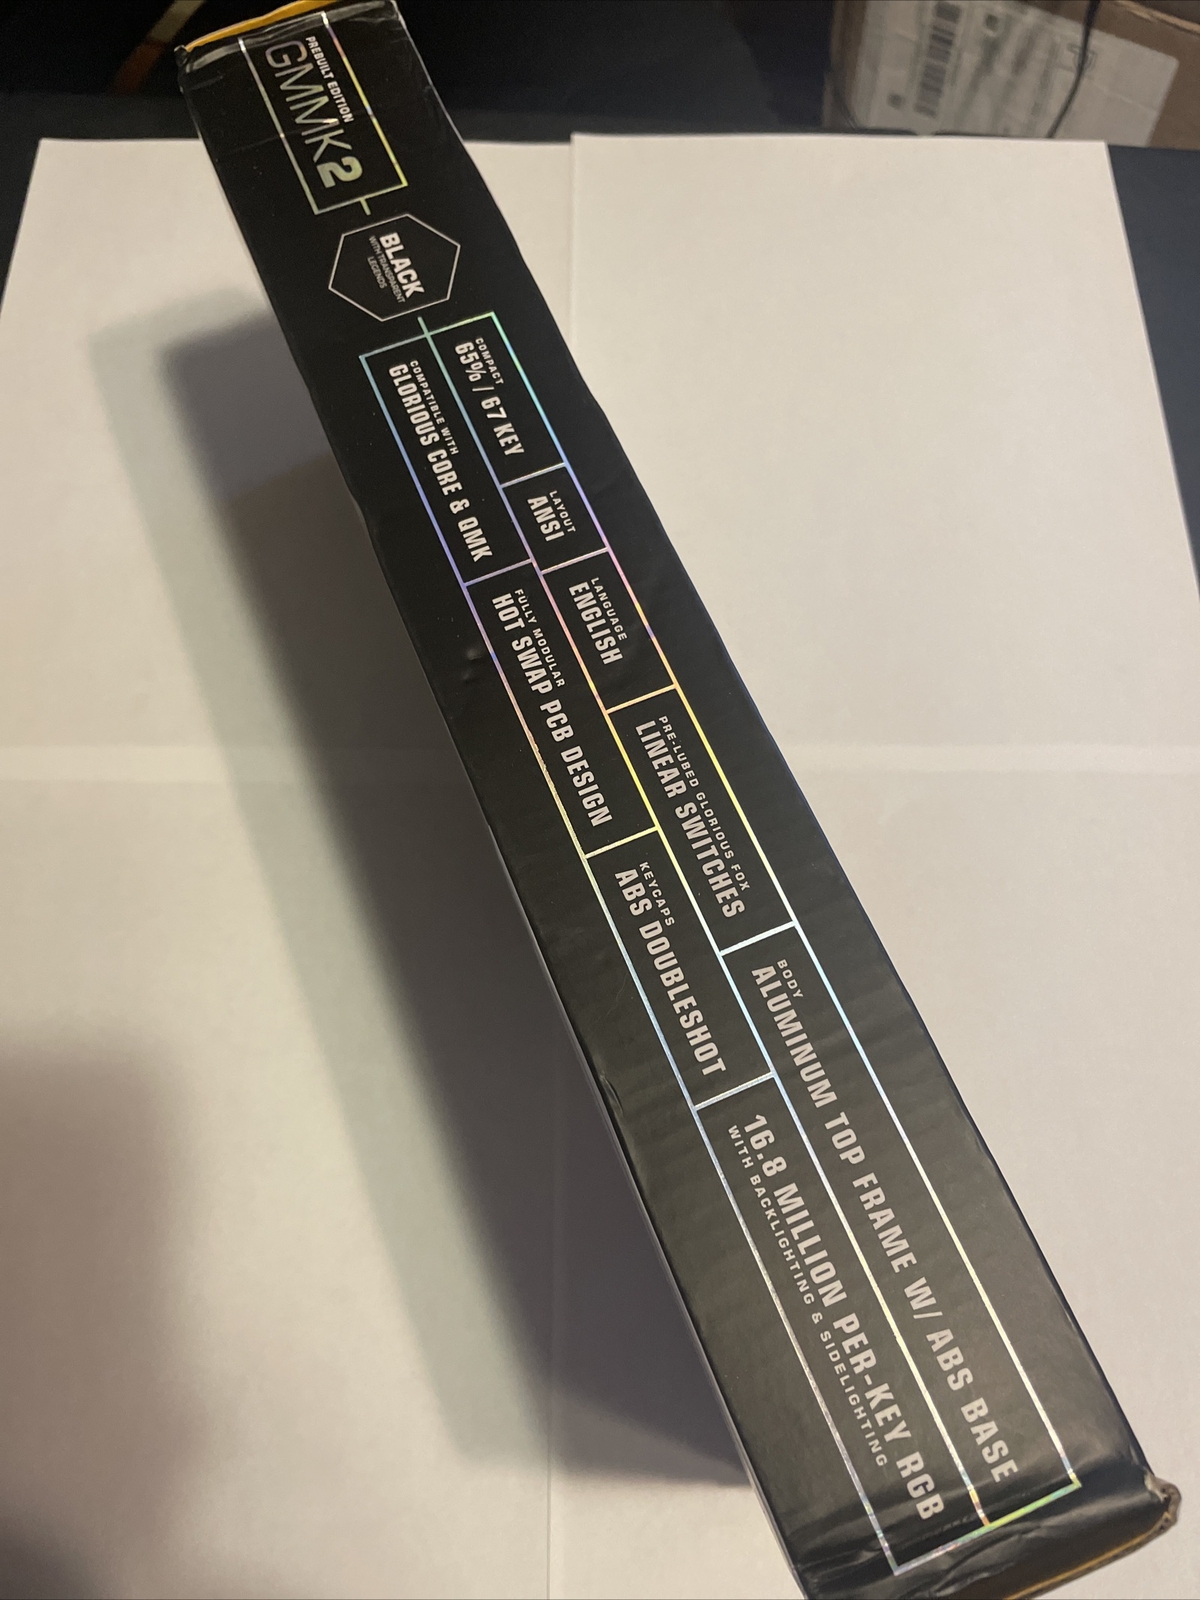 PREBUILT EDITION
GMMK2
BLACK
WITH TRANSPARENT
LEGENDS
COMPACT
65% / 67 KEY
LAYOUT
ANSI
LANGUAGE
ENGLISH
PRE-LUBED GLORIOUS FOX
LINEAR SWITCHES
BODY
ALUMINUM TOP FRAME W/ ABS BASE
COMPATIBLE WITH
GLORIOUS CORE & QMK
FULLY MODULAR
HOT SWAP PCB DESIGN
KEYCAPS
ABS DOUBLESHOT
16.8 MILLION PER-KEY RGB
WITH BACKLIGHTING & SIDELIGHTING